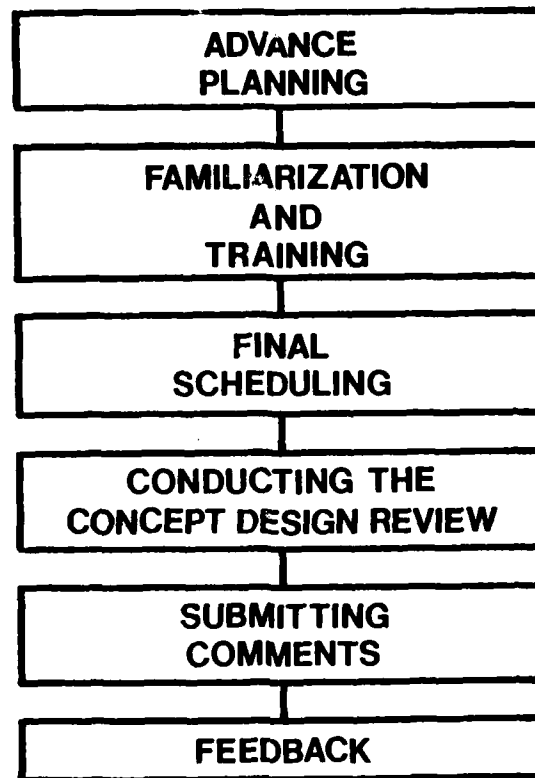 ADVANCE
PLANNING
FAMILIARIZATION
AND
TRAINING
FINAL
SCHEDULING
CONDUCTING THE
CONCEPT DESIGN REVIEW
SUBMITTING
COMMENTS
FEEDBACK